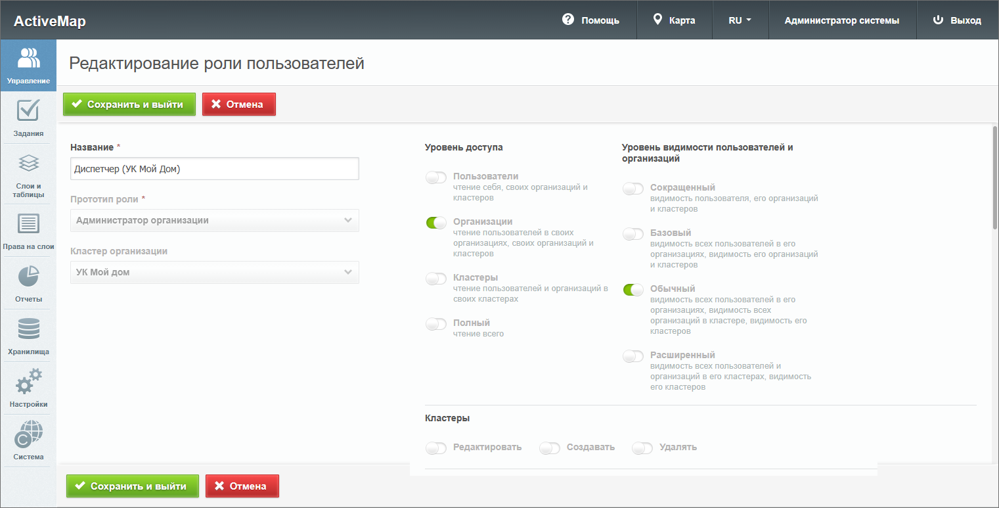 ActiveMap
Помощь
Карта
RU
Администратор системы
Выход
Управление
Задания
Слои и
таблицы
Права на слои
Отчеты
Хранилища
Настройки
Система
Редактирование роли пользователей
Сохранить и выйти
Отмена
Название *
Диспетчер (УК Мой Дом)
Прототип роли *
Администратор организации
Кластер организации
УК Мой дом
Уровень доступа
Пользователи
чтение себя, своих организаций и
кластеров
Организации
чтение пользователей в своих
организациях, своих организаций и
кластеров
Кластеры
чтение пользователей и организаций в
своих кластерах
Полный
чтение всего
Уровень видимости пользователей и
организаций
Сокращенный
видимость пользователя, его организаций
и кластеров
Базовый
видимость всех пользователей в его
организациях, видимость его организаций
и кластеров
Обычный
видимость всех пользователей в его
организациях, видимость всех
организаций в кластере, видимость его
кластеров
Расширенный
видимость всех пользователей и
организаций в его кластерах, видимость
его кластеров
Кластеры
Редактировать
Создавать
Удалять
Сохранить и выйти
Отмена